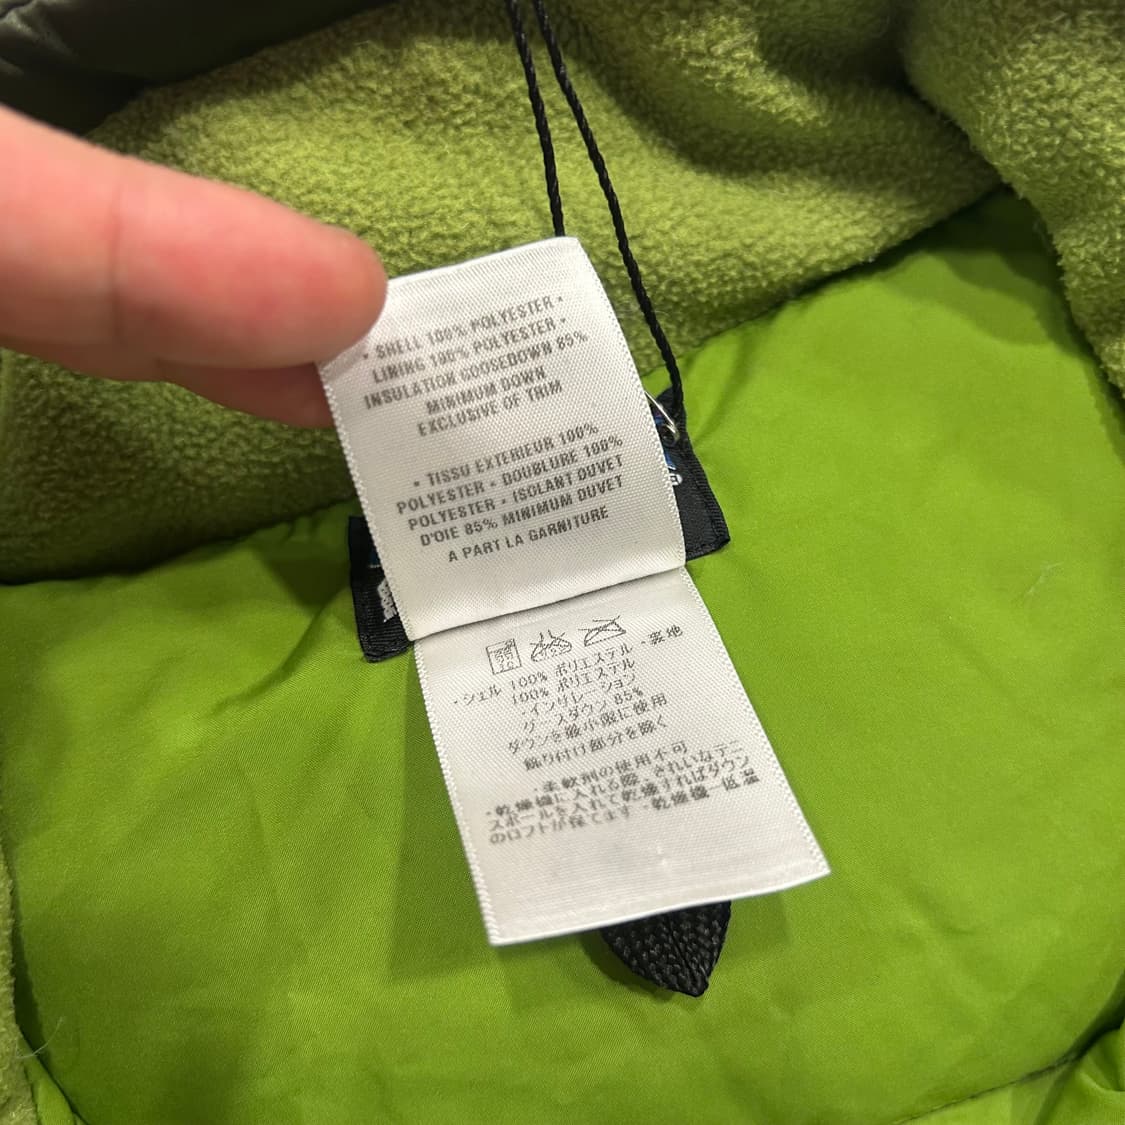 • SHELL 100% POLYESTER •
LINING 100% POLYESTER •
INSULATION GOOSEDOWN 85%
MINIMUM DOWN
EXCLUSIVE OF TRIM
• TISSU EXTERIEUR 100%
POLYESTER • DOUBLURE 100%
POLYESTER • ISOLANT DUVET
D'OIE 85% MINIMUM DUVET
A PART LA GARNITURE
・シェル 100% ポリエステル ・裏地
100% ポリエステル
・インサレーション
グースダウン 85%
ダウンを最小限に使用
飾り付け部分を除く
・柔軟剤の使用不可
・乾燥機に入れる際、きれいなテニ
スボールを入れて乾燥すればダウン
のロフトが保てます ・乾燥機-低温